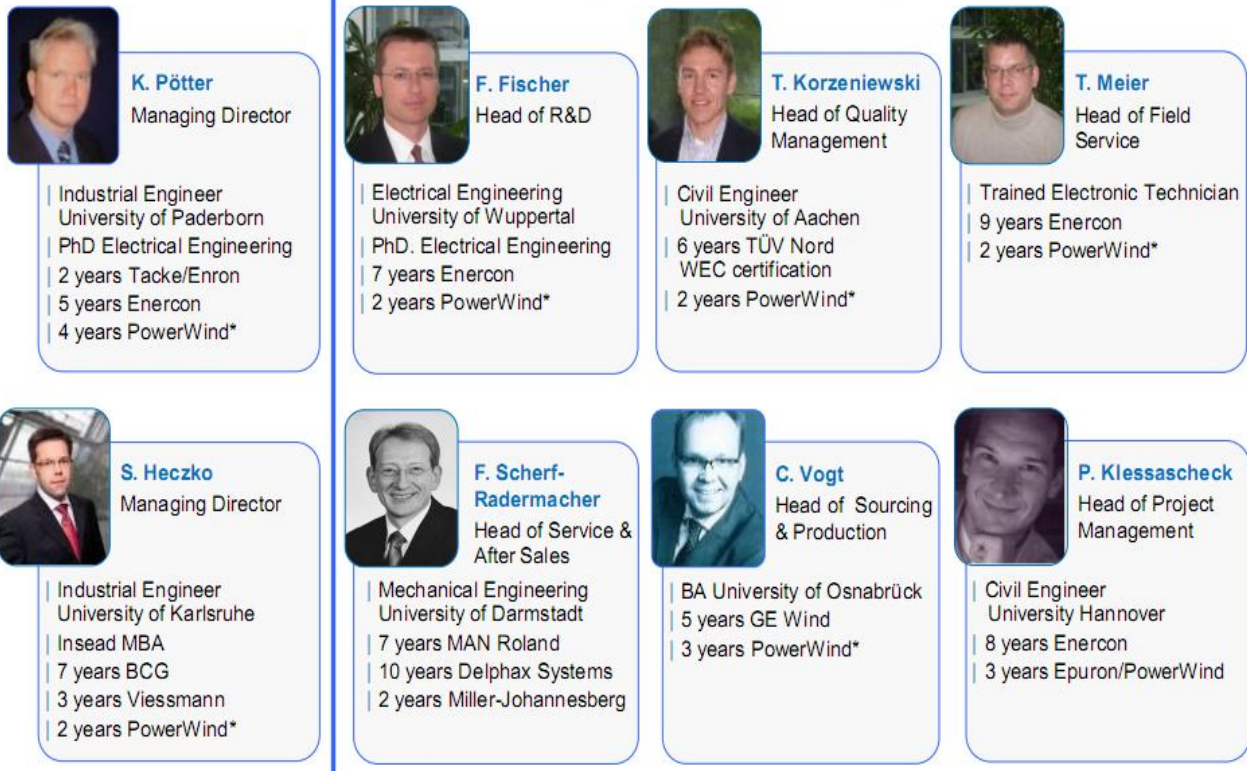 K. Pötter
Managing Director
| Industrial Engineer
University of Paderborn
| PhD Electrical Engineering
| 2 years Tacke/Enron
| 5 years Enercon
| 4 years PowerWind*
F. Fischer
Head of R&D
| Electrical Engineering
University of Wuppertal
| PhD. Electrical Engineering
| 7 years Enercon
| 2 years PowerWind*
T. Korzeniewski
Head of Quality
Management
| Civil Engineer
University of Aachen
| 6 years TÜV Nord
WEC certification
| 2 years PowerWind*
T. Meier
Head of Field
Service
| Trained Electronic Technician
| 9 years Enercon
| 2 years PowerWind*
S. Heczko
Managing Director
| Industrial Engineer
University of Karlsruhe
| Insead MBA
| 7 years BCG
| 3 years Viessmann
| 2 years PowerWind*
F. Scherf-
Radermacher
Head of Service &
After Sales
| Mechanical Engineering
University of Darmstadt
| 7 years MAN Roland
| 10 years Delphax Systems
| 2 years Miller-Johannesberg
C. Vogt
Head of Sourcing
& Production
| BA University of Osnabrück
| 5 years GE Wind
| 3 years PowerWind*
P. Klessascheck
Head of Project
Management
| Civil Engineer
University Hannover
| 8 years Enercon
| 3 years Epuron/PowerWind